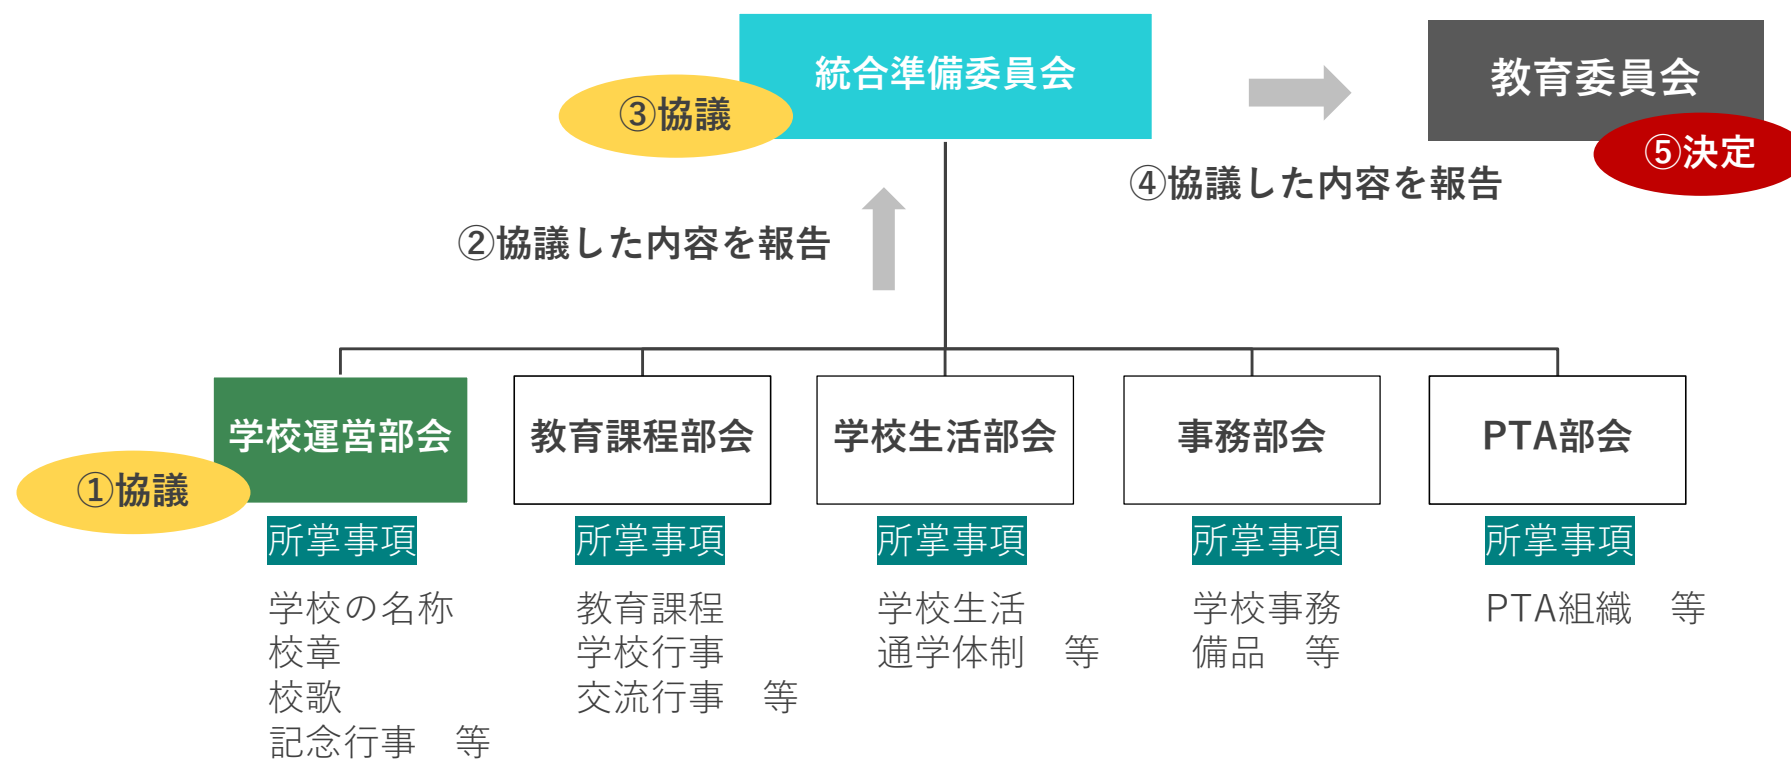 統合準備委員会
教育委員会
③協議
⑤決定
④協議した内容を報告
②協議した内容を報告
学校運営部会
教育課程部会
学校生活部会
事務部会
PTA部会
①協議
所掌事項
学校の名称
校章
校歌
記念行事　等
所掌事項
教育課程
学校行事
交流行事　等
所掌事項
学校生活
通学体制　等
所掌事項
学校事務
備品　等
所掌事項
PTA組織　等